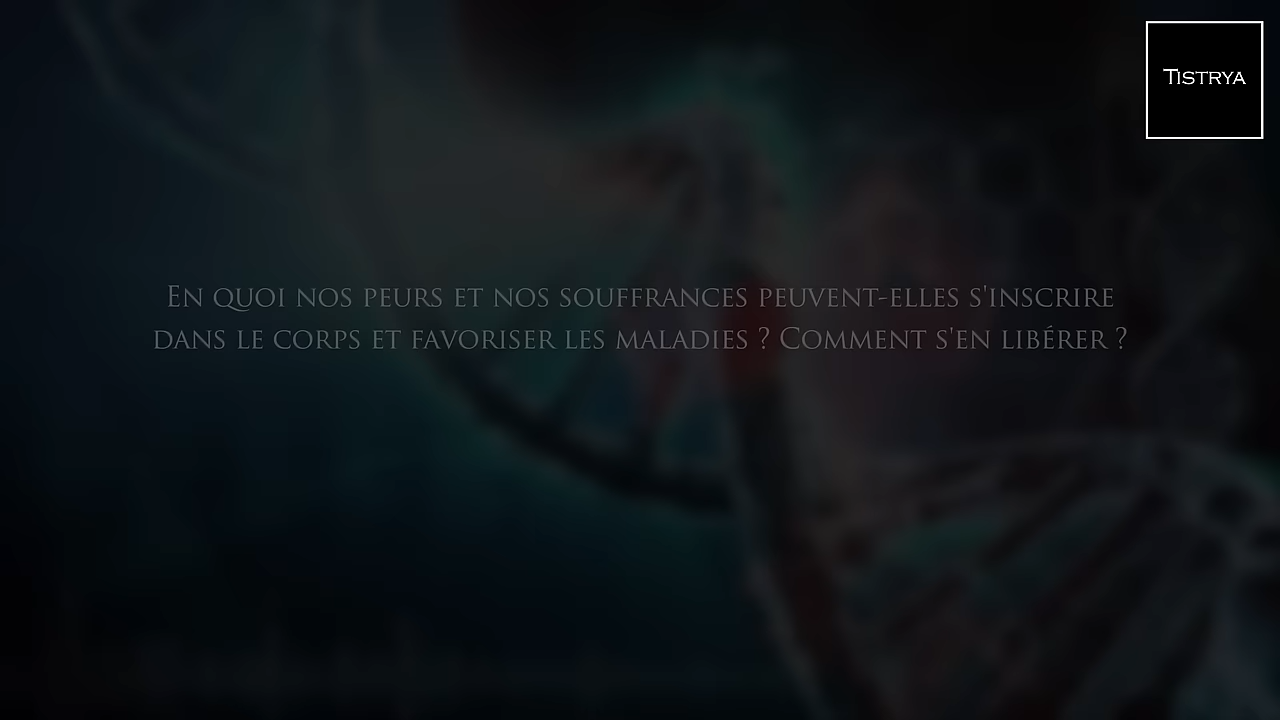 Tistrya
En quoi nos peurs et nos souffrances peuvent-elles s'inscrire
dans le corps et favoriser les maladies ? Comment s'en libérer ?